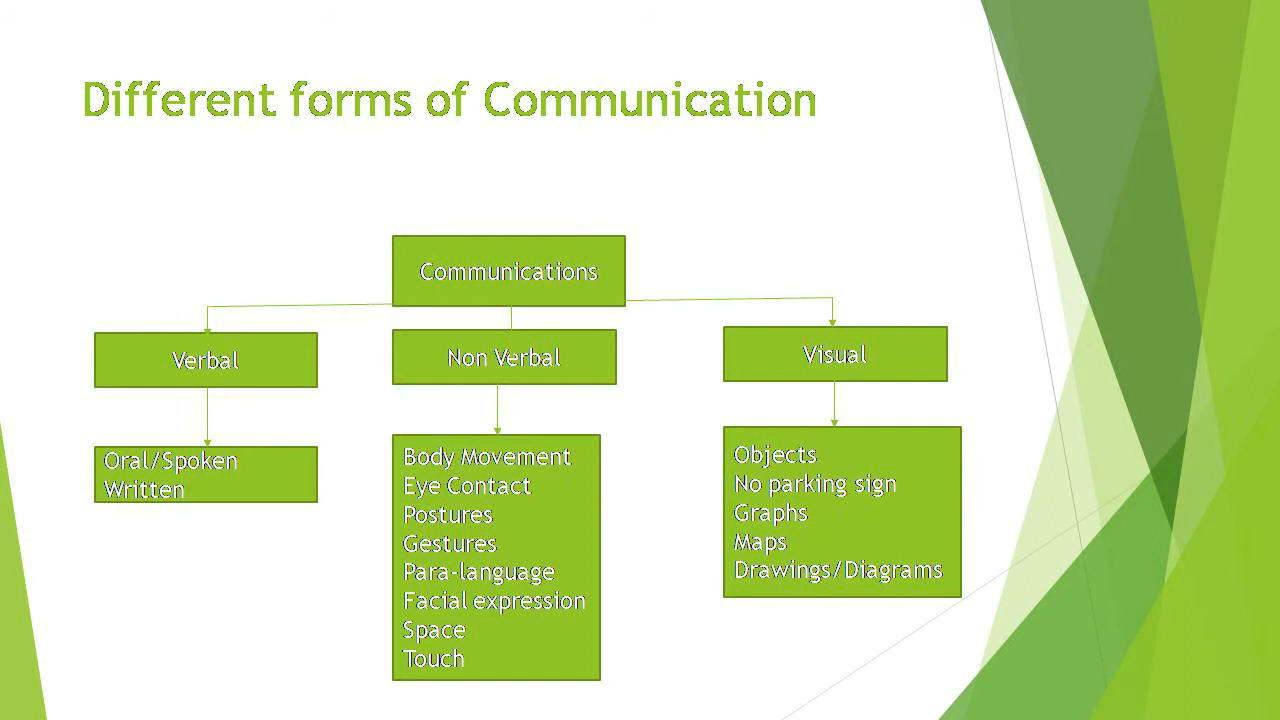 Different forms of Communication
Communications
Verbal
Non Verbal
Visual
Oral/Spoken
Written
Body Movement
Eye Contact
Postures
Gestures
Para-language
Facial expression
Space
Touch
Objects
No parking sign
Graphs
Maps
Drawings/Diagrams